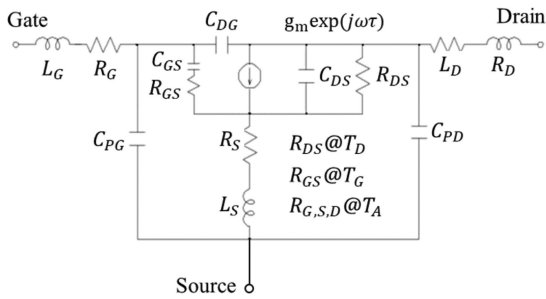 Gate
Drain
C_DG
g_m exp(jωτ)
L_G
R_G
C_GS
R_GS
C_DS
R_DS
L_D
R_D
C_PG
R_S
R_DS@T_D
C_PD
R_GS@T_G
L_S
R_G,S,D@T_A
Source